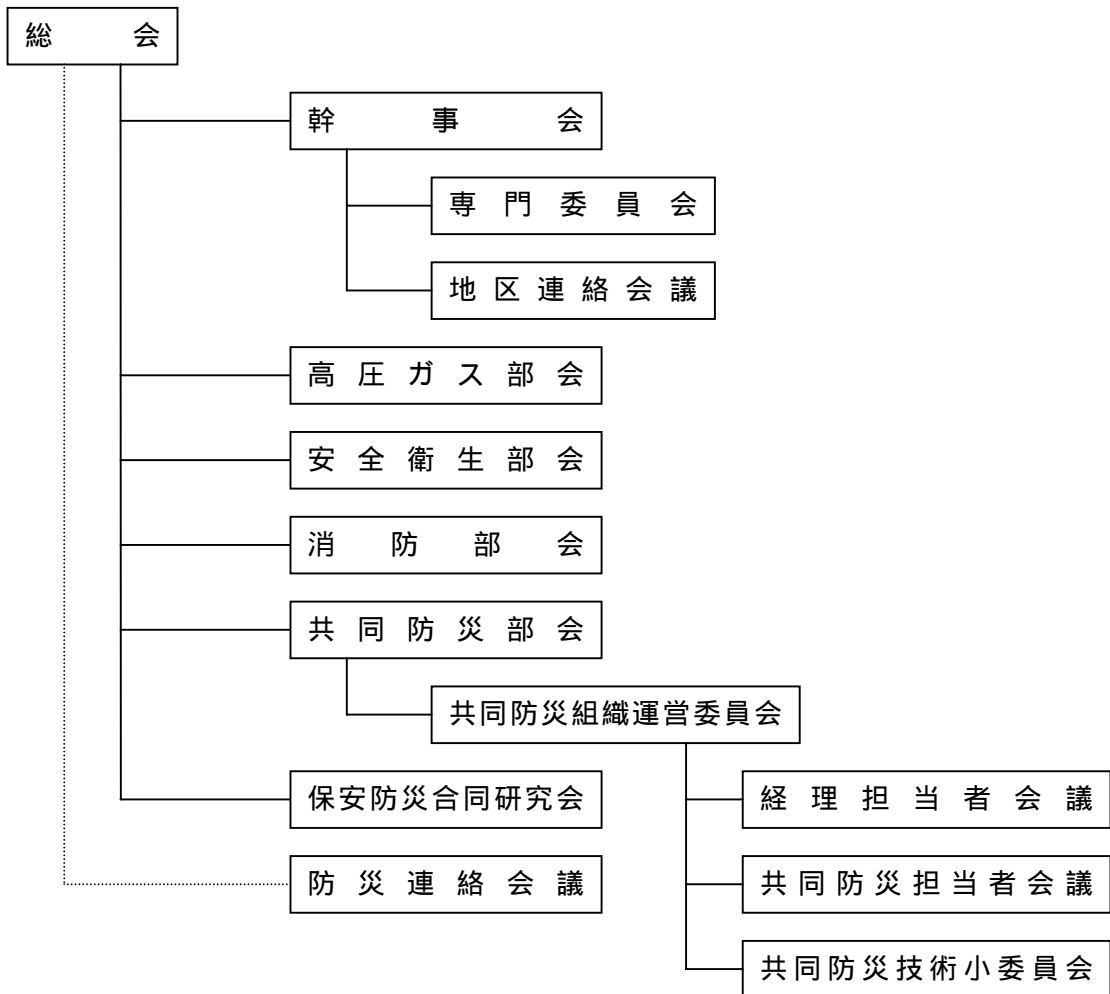 総会
幹事会
専門委員会
地区連絡会議
高圧ガス部会
安全衛生部会
消防部会
共同防災部会
共同防災組織運営委員会
保安防災合同研究会
経理担当者会議
防災連絡会議
共同防災担当者会議
共同防災技術小委員会